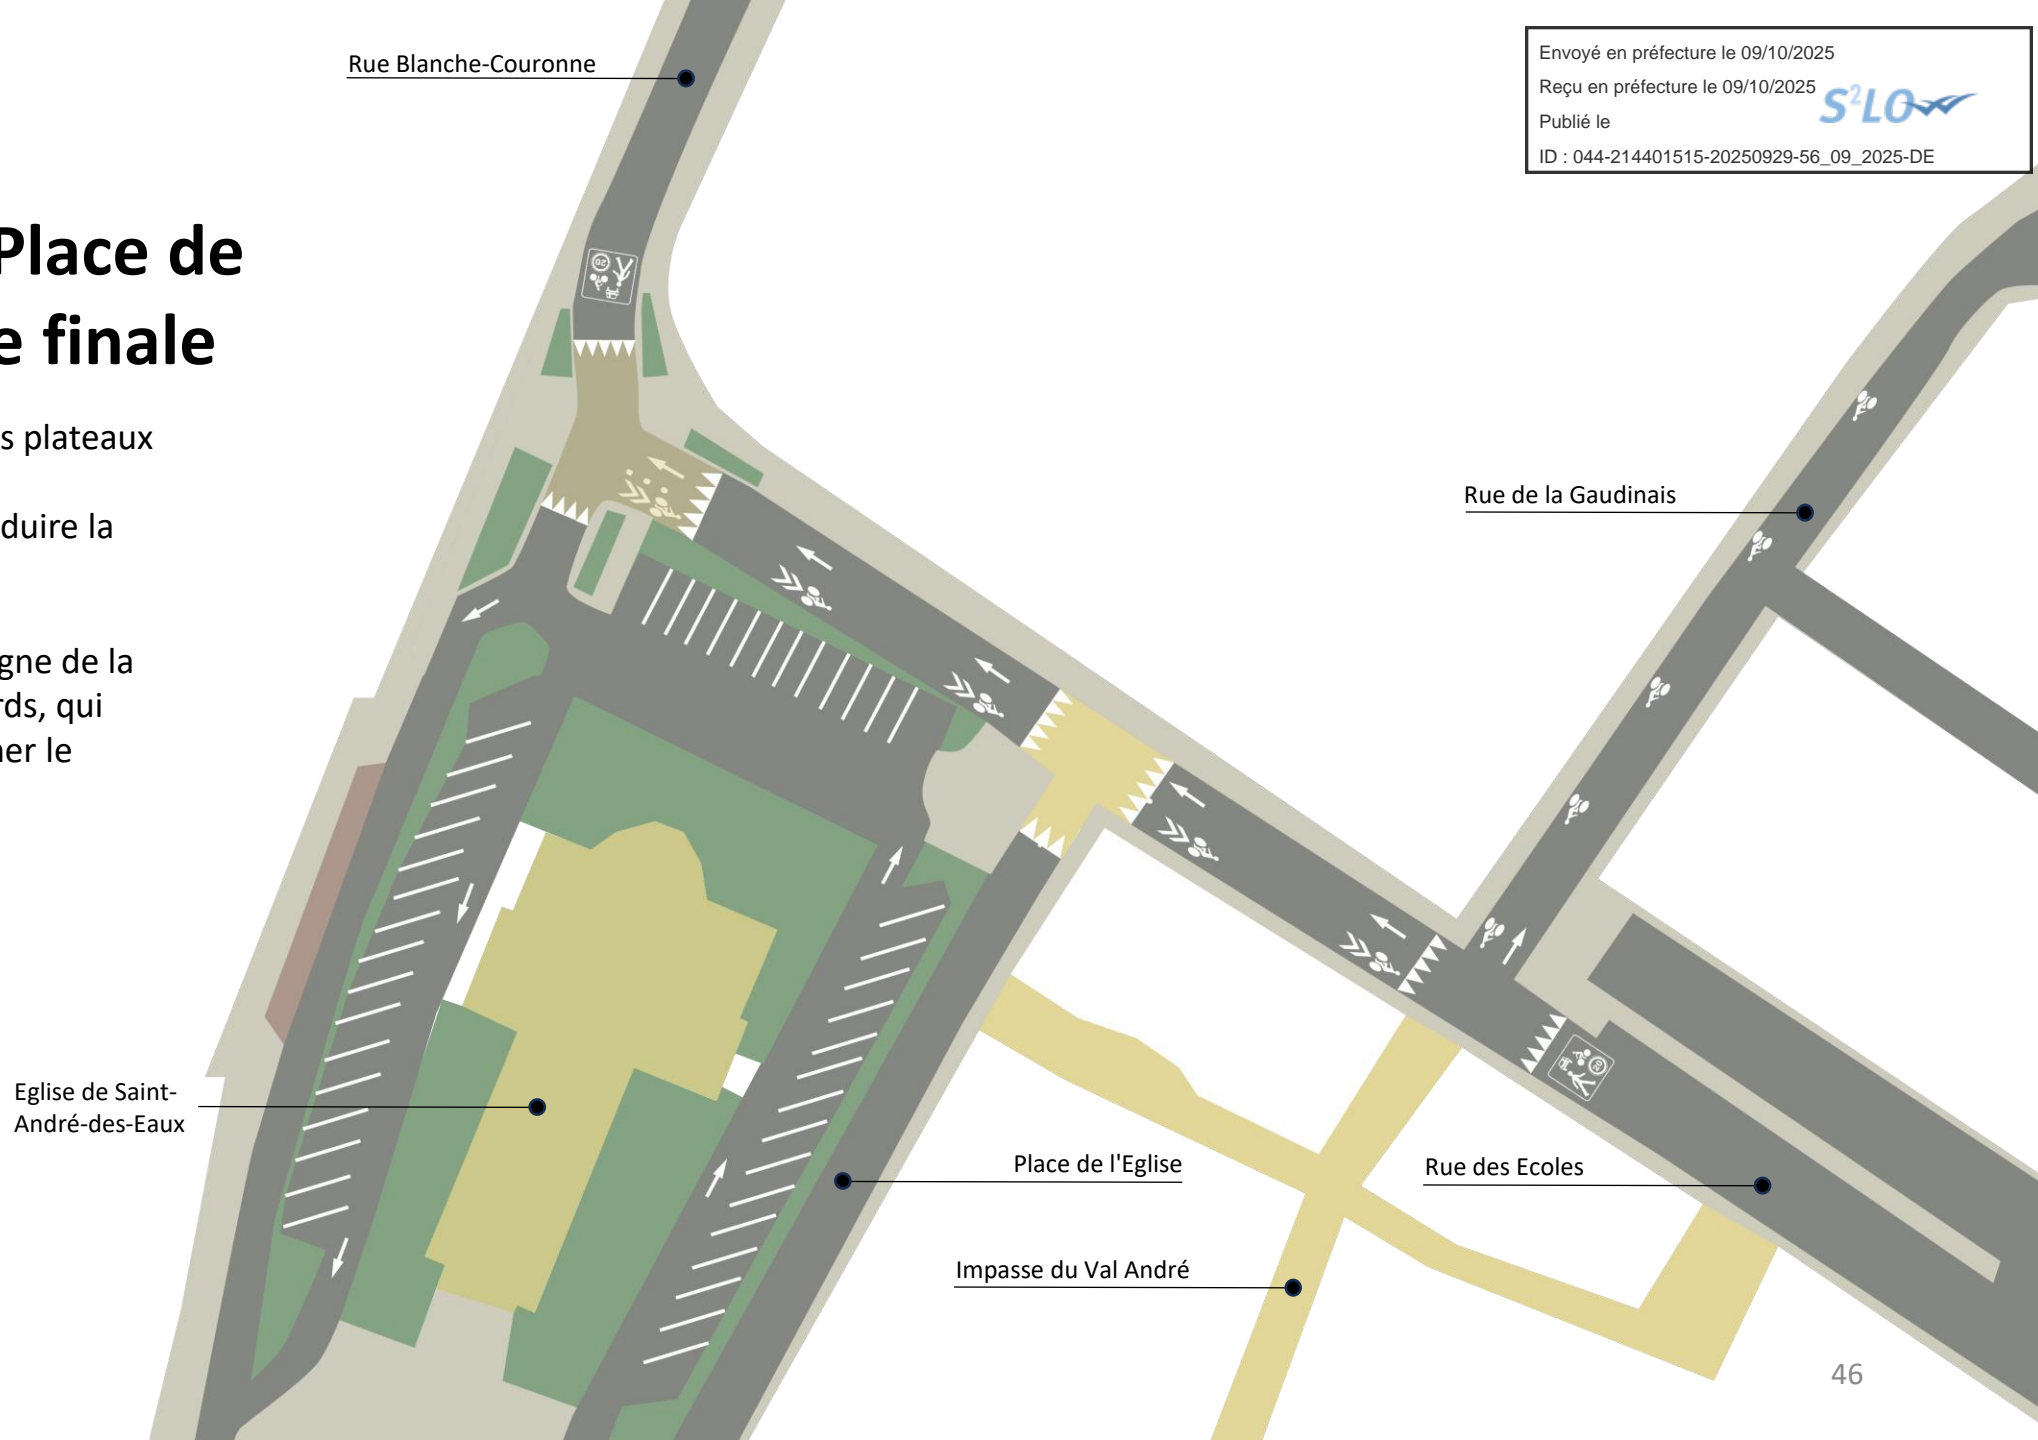 Rue Blanche-Couronne
Envoyé en préfecture le 09/10/2025
Reçu en préfecture le 09/10/2025
S²LOW
Publié le
ID : 044-214401515-20250929-56_09_2025-DE
Place de
e finale
s plateaux
duire la
gne de la
rds, qui
ner le
Rue de la Gaudinais
20
20
Eglise de Saint-
André-des-Eaux
Place de l'Eglise
Rue des Ecoles
Impasse du Val André
46